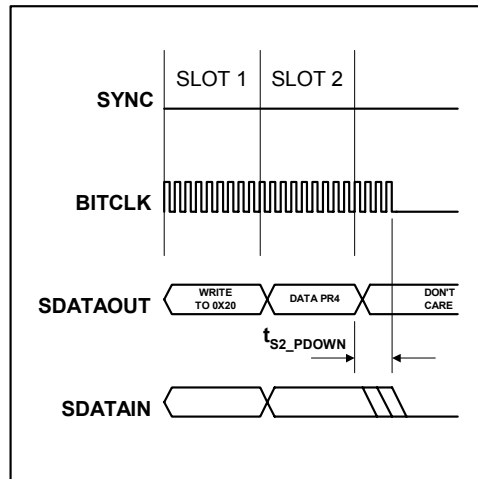 SLOT 1 SLOT 2
SYNC
BITCLK
SDATAOUT
WRITE
TO 0X20
DATA PR4
DON'T
CARE
tS2_PDOWN
SDATAIN